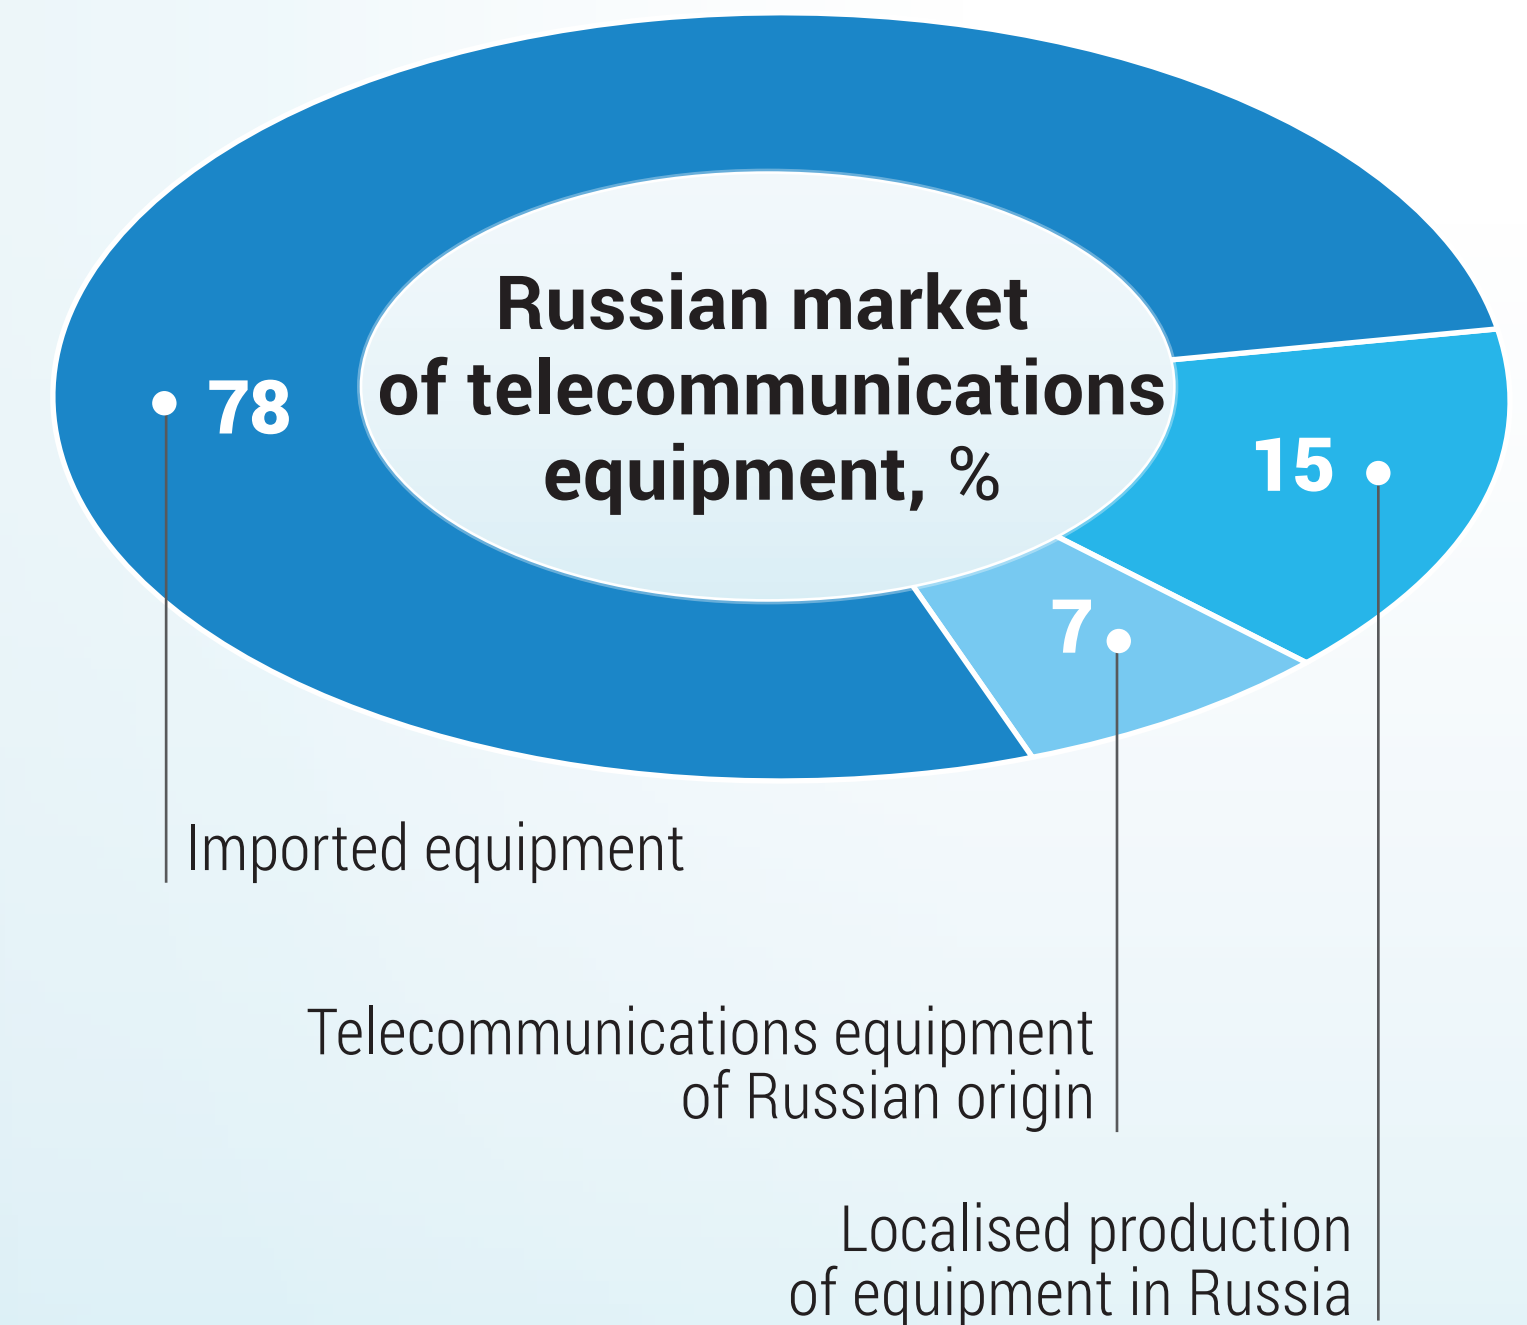 Russian market
of telecommunications
equipment, %
78
15
7
Imported equipment
Telecommunications equipment
of Russian origin
Localised production
of equipment in Russia